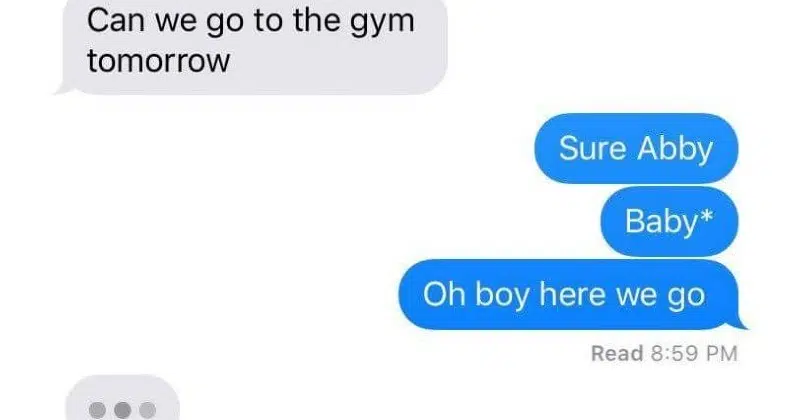 Can we go to the gym
tomorrow
Sure Abby
Baby*
Oh boy here we go
Read 8:59 PM